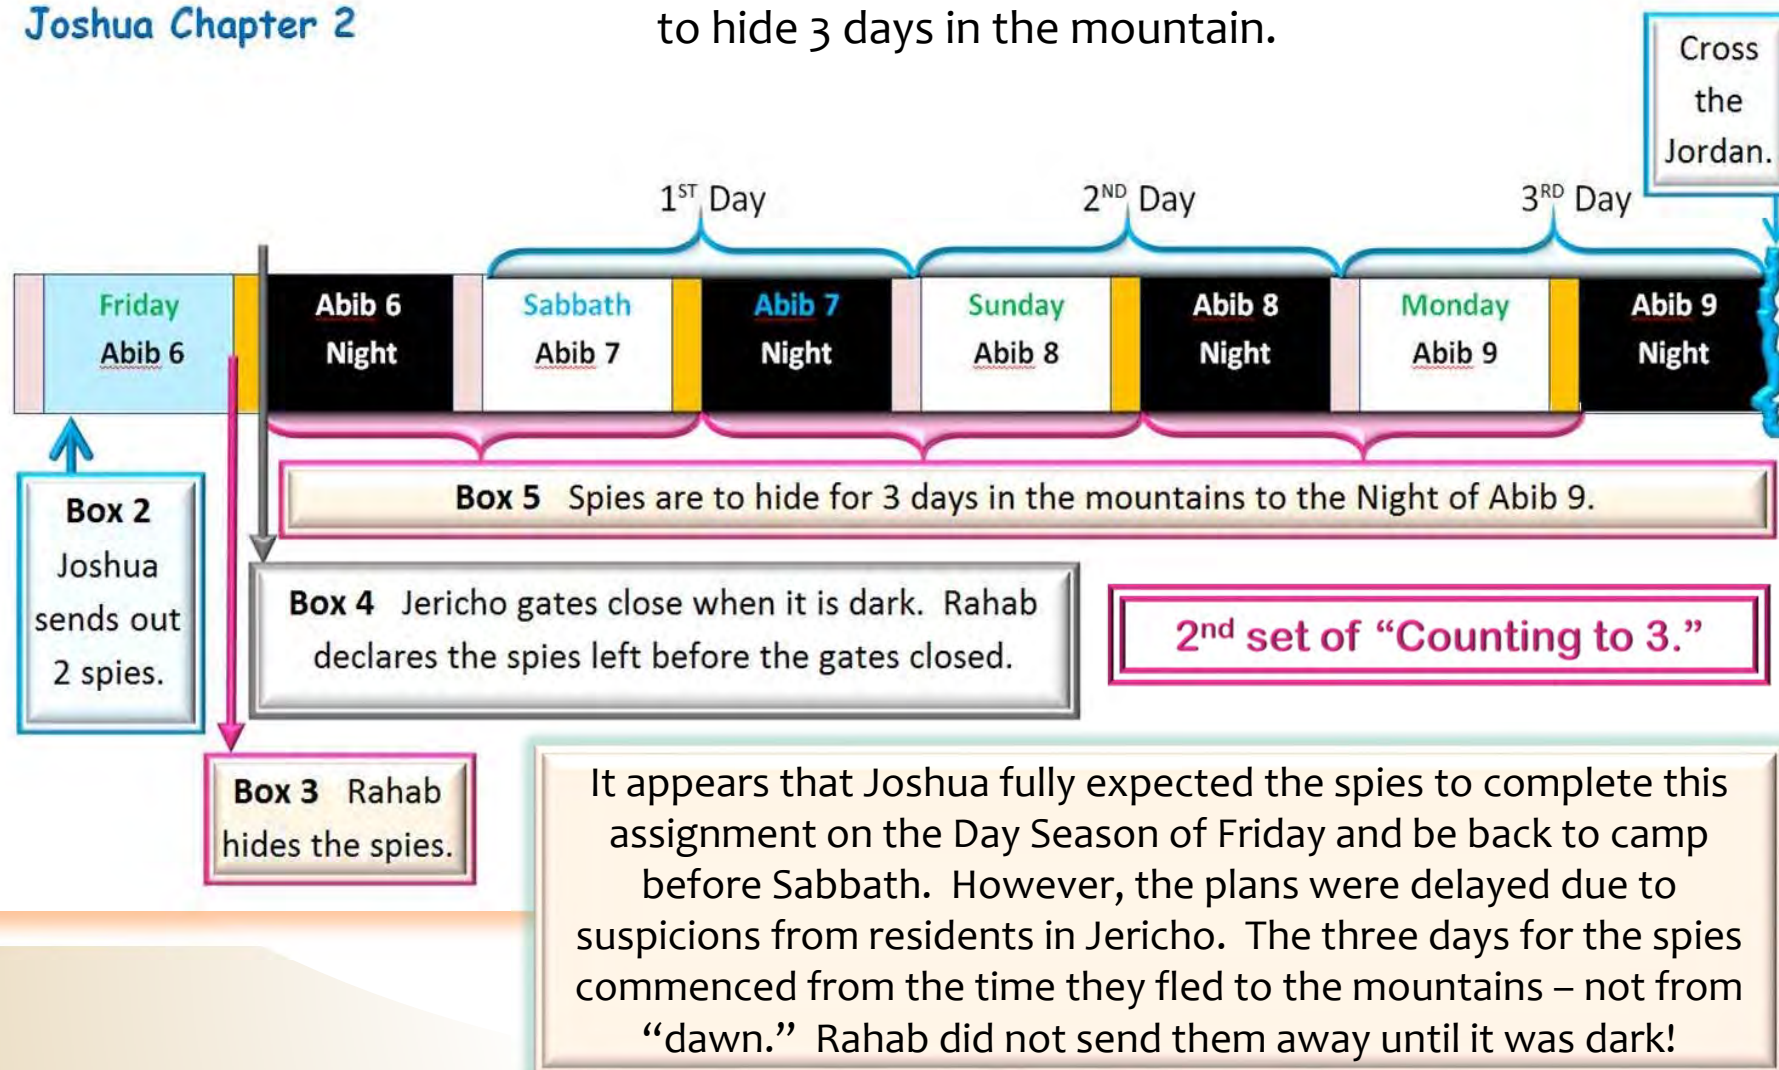 Joshua Chapter 2
to hide 3 days in the mountain.
Cross
the
Jordan.
1ST Day
2ND Day
3RD Day
Friday
Abib 6
Abib 6
Night
Sabbath
Abib 7
Abib 7
Night
Sunday
Abib 8
Abib 8
Night
Monday
Abib 9
Abib 9
Night
Box 2
Joshua
sends out
2 spies.
Box 5 Spies are to hide for 3 days in the mountains to the Night of Abib 9.
Box 4 Jericho gates close when it is dark. Rahab
declares the spies left before the gates closed.
2nd set of “Counting to 3.”
Box 3 Rahab
hides the spies.
It appears that Joshua fully expected the spies to complete this
assignment on the Day Season of Friday and be back to camp
before Sabbath. However, the plans were delayed due to
suspicions from residents in Jericho. The three days for the spies
commenced from the time they fled to the mountains – not from
“dawn.” Rahab did not send them away until it was dark!